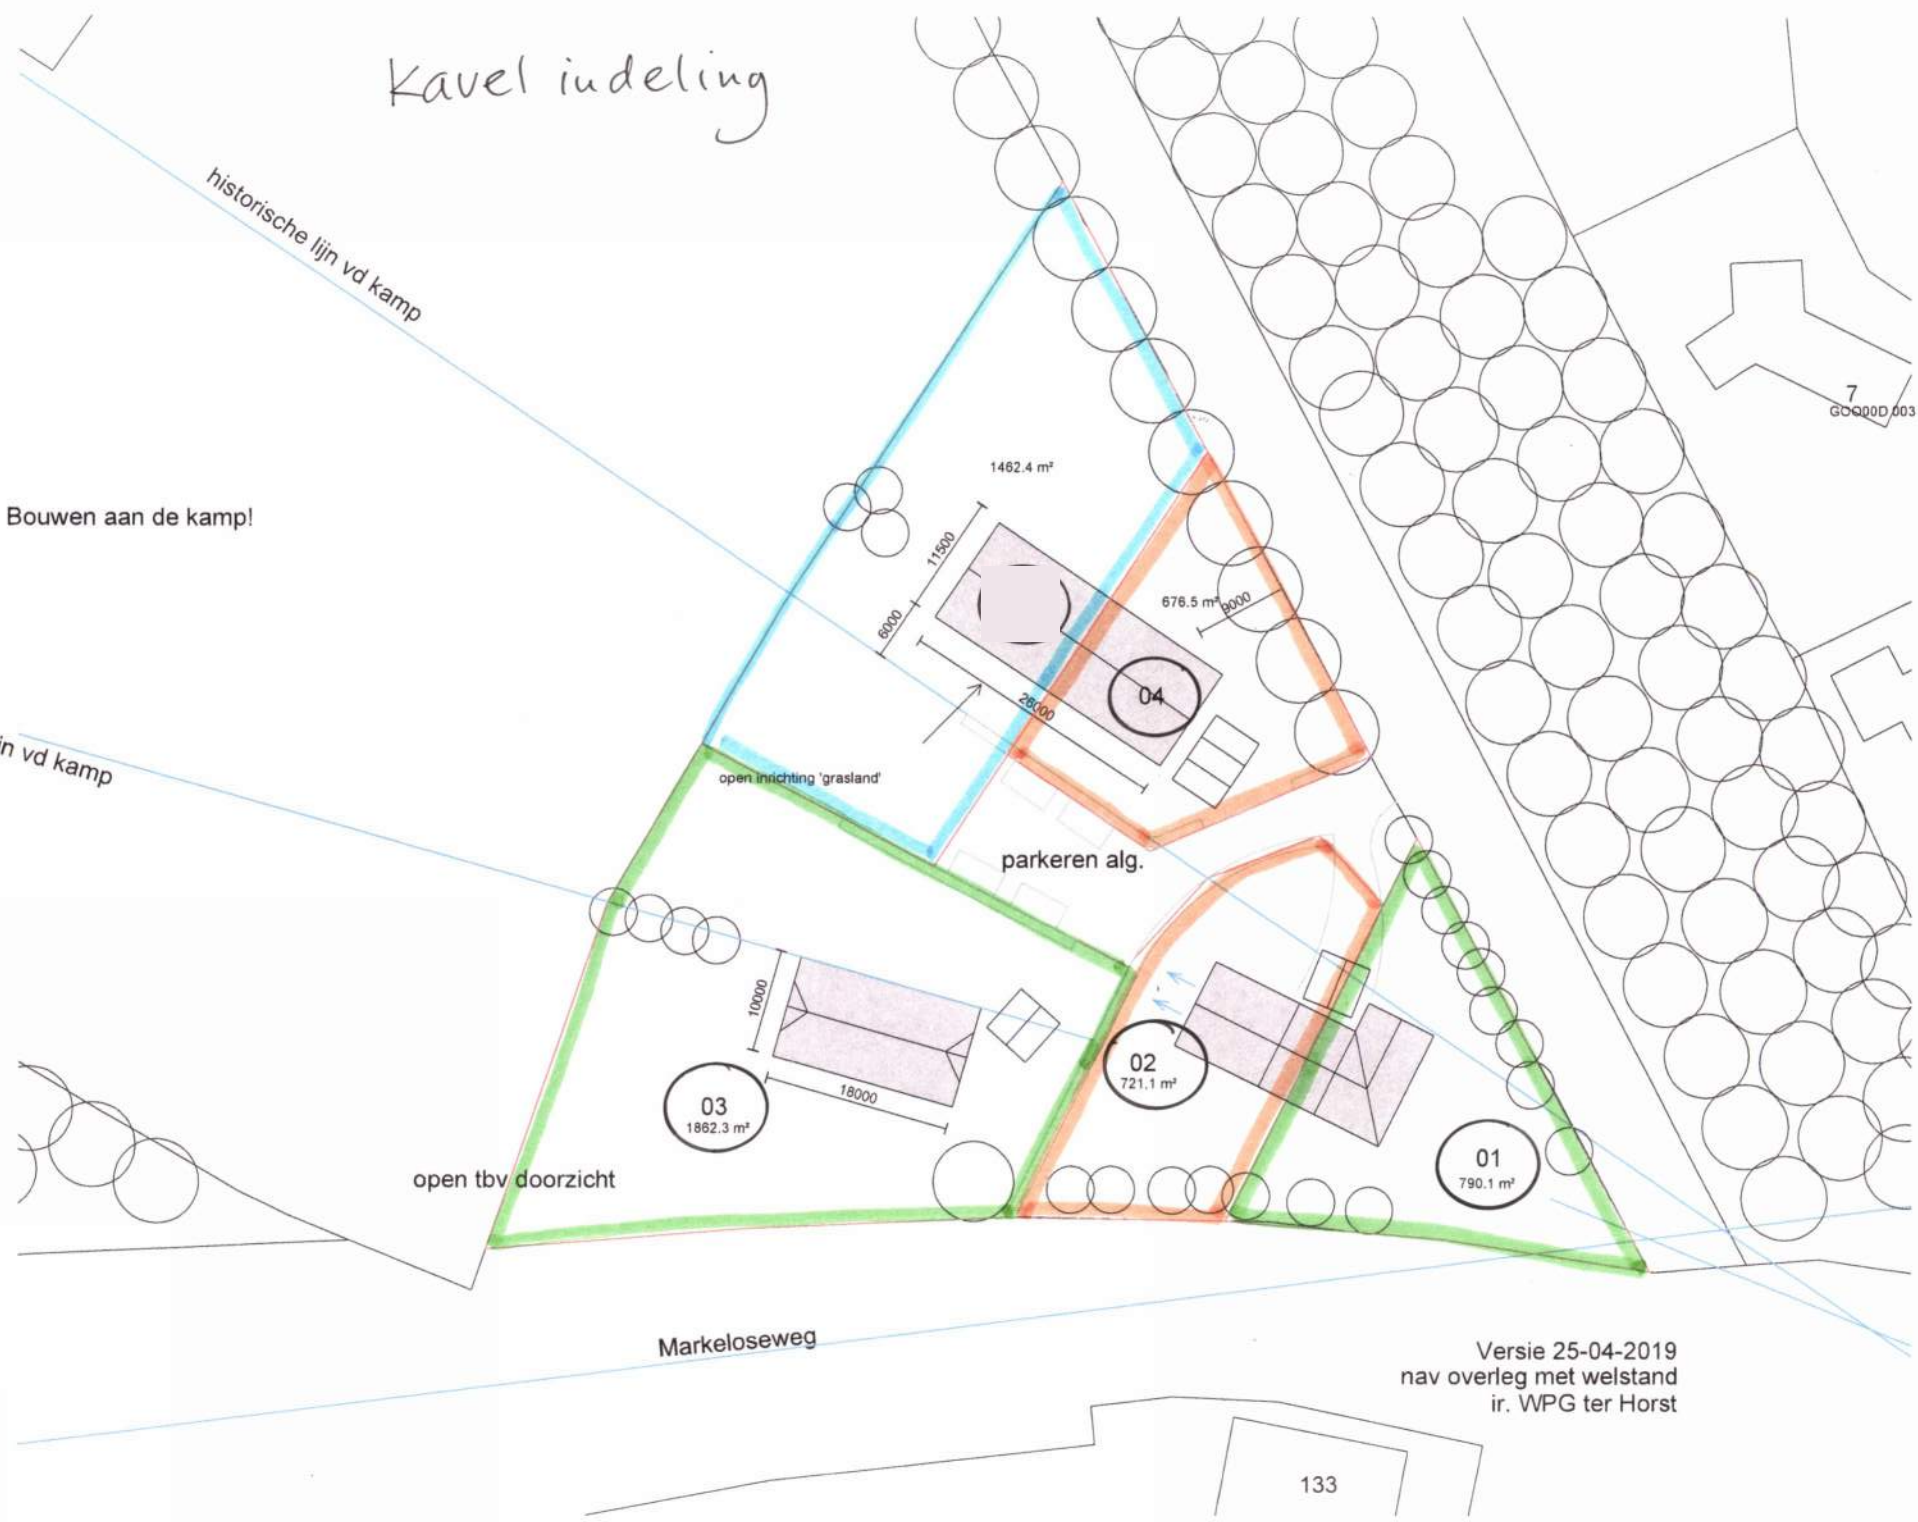 Kavel indeling
historische lijn vd kamp
7
GOO00D 003
1462.4 m²
Bouwen aan de kamp!
11500
676.5 m²
9000
6000
04
26000
in vd kamp
open inrichting 'grasland'
parkeren alg.
10000
02
721.1 m²
18000
03
1862.3 m²
01
790.1 m²
open tbv doorzicht
Markeloseweg
Versie 25-04-2019
nav overleg met welstand
ir. WPG ter Horst
133